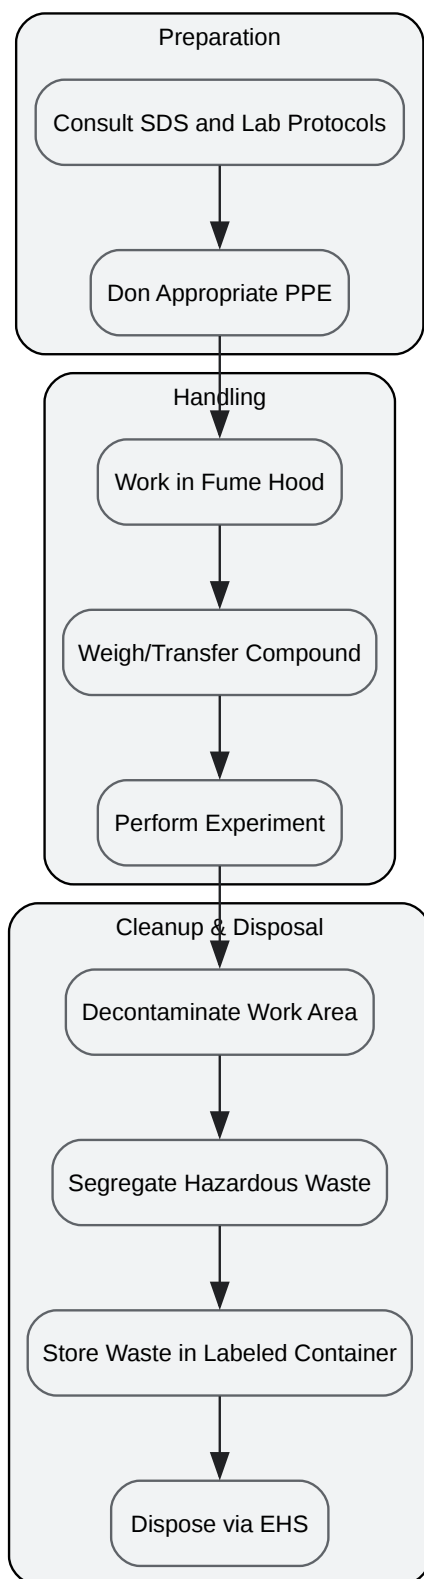 Preparation
Consult SDS and Lab Protocols
Don Appropriate PPE
Handling
Work in Fume Hood
Weigh/Transfer Compound
Perform Experiment
Cleanup & Disposal
Decontaminate Work Area
Segregate Hazardous Waste
Store Waste in Labeled Container
Dispose via EHS